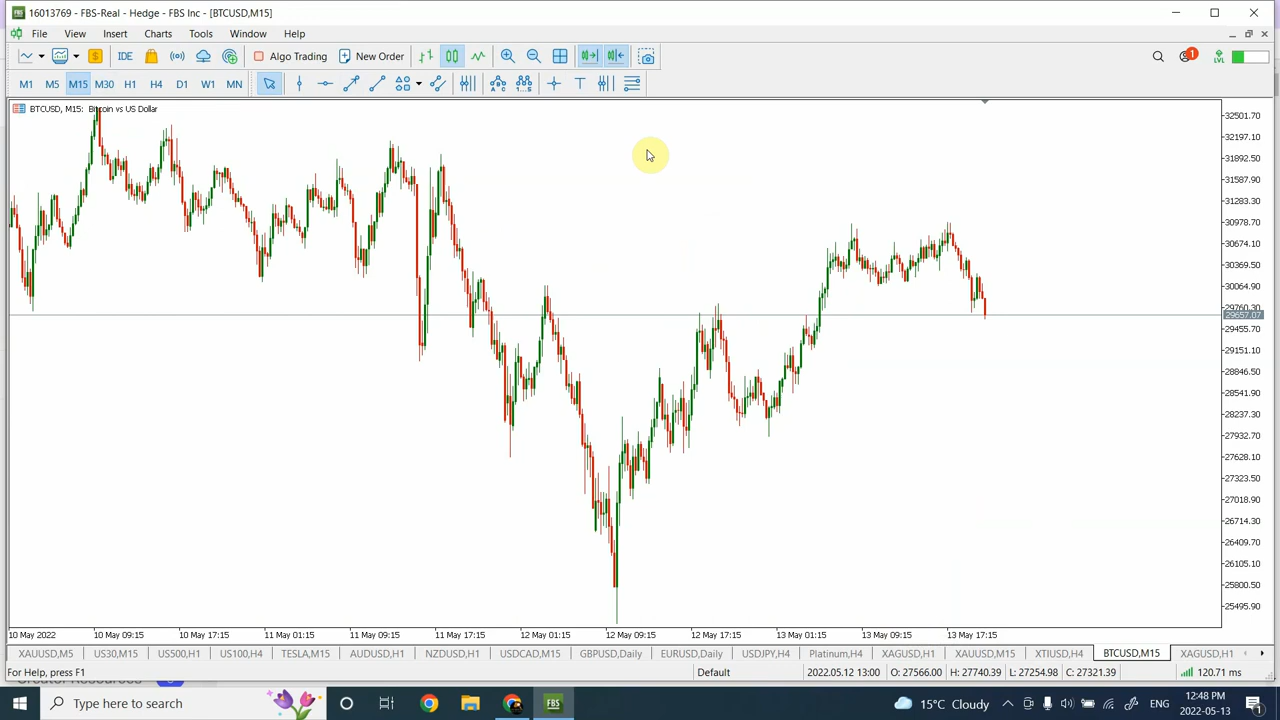 16013769 - FBS-Real - Hedge - FBS Inc - [BTCUSD,M15]
File View Insert Charts Tools Window Help
IDE Algo Trading New Order 1 LVL
M1 M5 M15 M30 H1 H4 D1 W1 MN T
BTCUSD, M15: Bitcoin vs US Dollar
32501.70
32197.10
31892.50
31587.90
31283.30
30978.70
30674.10
30369.50
30064.90
29760.30
29657.07
29455.70
29151.10
28846.50
28541.90
28237.30
27932.70
27628.10
27323.50
27018.90
26714.30
26409.70
26105.10
25800.50
25495.90
10 May 2022 10 May 09:15 10 May 17:15 11 May 01:15 11 May 09:15 11 May 17:15 12 May 01:15 12 May 09:15 12 May 17:15 13 May 01:15 13 May 09:15 13 May 17:15
XAUUSD,M5 US30,M15 US500,H1 US100,H4 TESLA,M15 AUDUSD,H1 NZDUSD,H1 USDCAD,M15 GBPUSD,Daily EURUSD,Daily USDJPY,H4 Platinum,H4 XAGUSD,H1 XAUUSD,M15 XTIUSD,H4 BTCUSD,M15 XAGUSD,H1
For Help, press F1 Default 2022.05.12 13:00 O: 27566.00 H: 27740.39 L: 27254.98 C: 27321.39 120.71 ms
Type here to search FBS 15°C Cloudy ENG 12:48 PM
2022-05-13 1